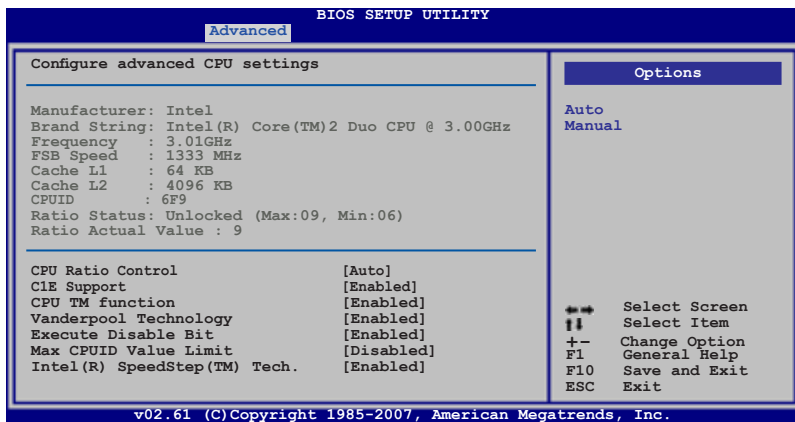 BIOS SETUP UTILITY
Advanced
Configure advanced CPU settings
Manufacturer: Intel
Brand String: Intel(R) Core(TM)2 Duo CPU @ 3.00GHz
Frequency : 3.01GHz
FSB Speed : 1333 MHz
Cache L1 : 64 KB
Cache L2 : 4096 KB
CPUID : 6F9
Ratio Status: Unlocked (Max:09, Min:06)
Ratio Actual Value : 9
CPU Ratio Control [Auto]
C1E Support [Enabled]
CPU TM function [Enabled]
Vanderpool Technology [Enabled]
Execute Disable Bit [Enabled]
Max CPUID Value Limit [Disabled]
Intel(R) SpeedStep(TM) Tech. [Enabled]
Options
Auto
Manual
←→ Select Screen
↑↓ Select Item
+- Change Option
F1 General Help
F10 Save and Exit
ESC Exit
v02.61 (C)Copyright 1985-2007, American Megatrends, Inc.